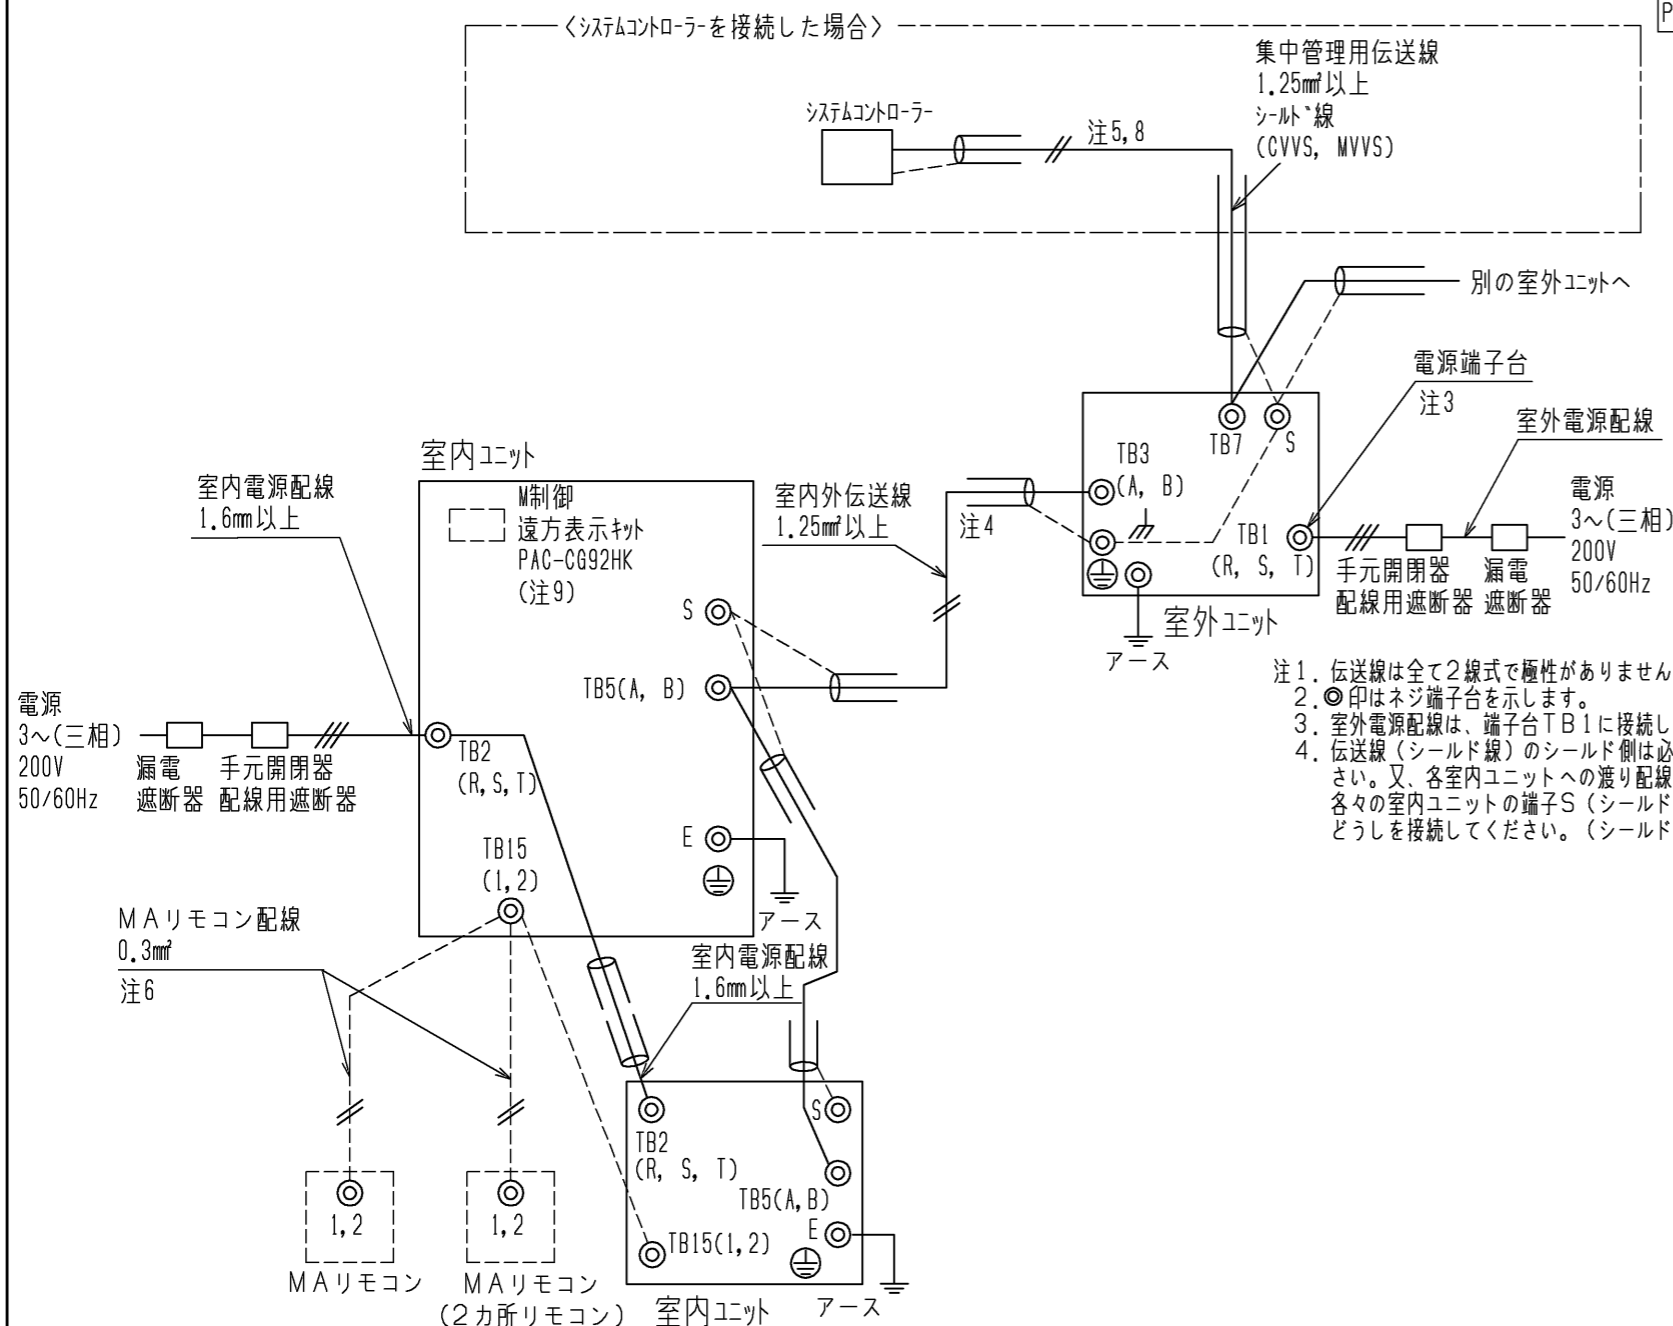 〈システムコントローラーを接続した場合〉
P
集中管理用伝送線
1.25㎟以上
シールド線
(CVVS, MVVS)
システムコントローラー
注5,8
別の室外ユニットへ
電源端子台
注3
室外電源配線
TB7
S
TB3
(A, B)
TB1
(R, S, T)
電源
3～(三相)
200V
50/60Hz
手元開閉器
配線用遮断器
漏電
遮断器
室外ユニット
アース
室内ユニット
室内電源配線
1.6mm以上
M制御
遠方表示キット
PAC-CG92HK
(注9)
室内外伝送線
1.25㎟以上
注4
S
TB5(A, B)
電源
3～(三相)
200V
50/60Hz
漏電
遮断器
手元開閉器
配線用遮断器
TB2
(R,S,T)
E
TB15
(1,2)
アース
注1. 伝送線は全て2線式で極性がありません
2. ◎印はネジ端子台を示します。
3. 室外電源配線は、端子台TB1に接続し
4. 伝送線（シールド線）のシールド側は必
さい。又、各室内ユニットへの渡り配線
各々の室内ユニットの端子S（シールド
どうしを接続してください。（シールド
MAリモコン配線
0.3㎟
注6
室内電源配線
1.6mm以上
TB2
(R, S, T)
S
TB5(A,B)
E
TB15(1,2)
1,2
1,2
MAリモコン
MAリモコン
(2カ所リモコン)
室内ユニット
アース